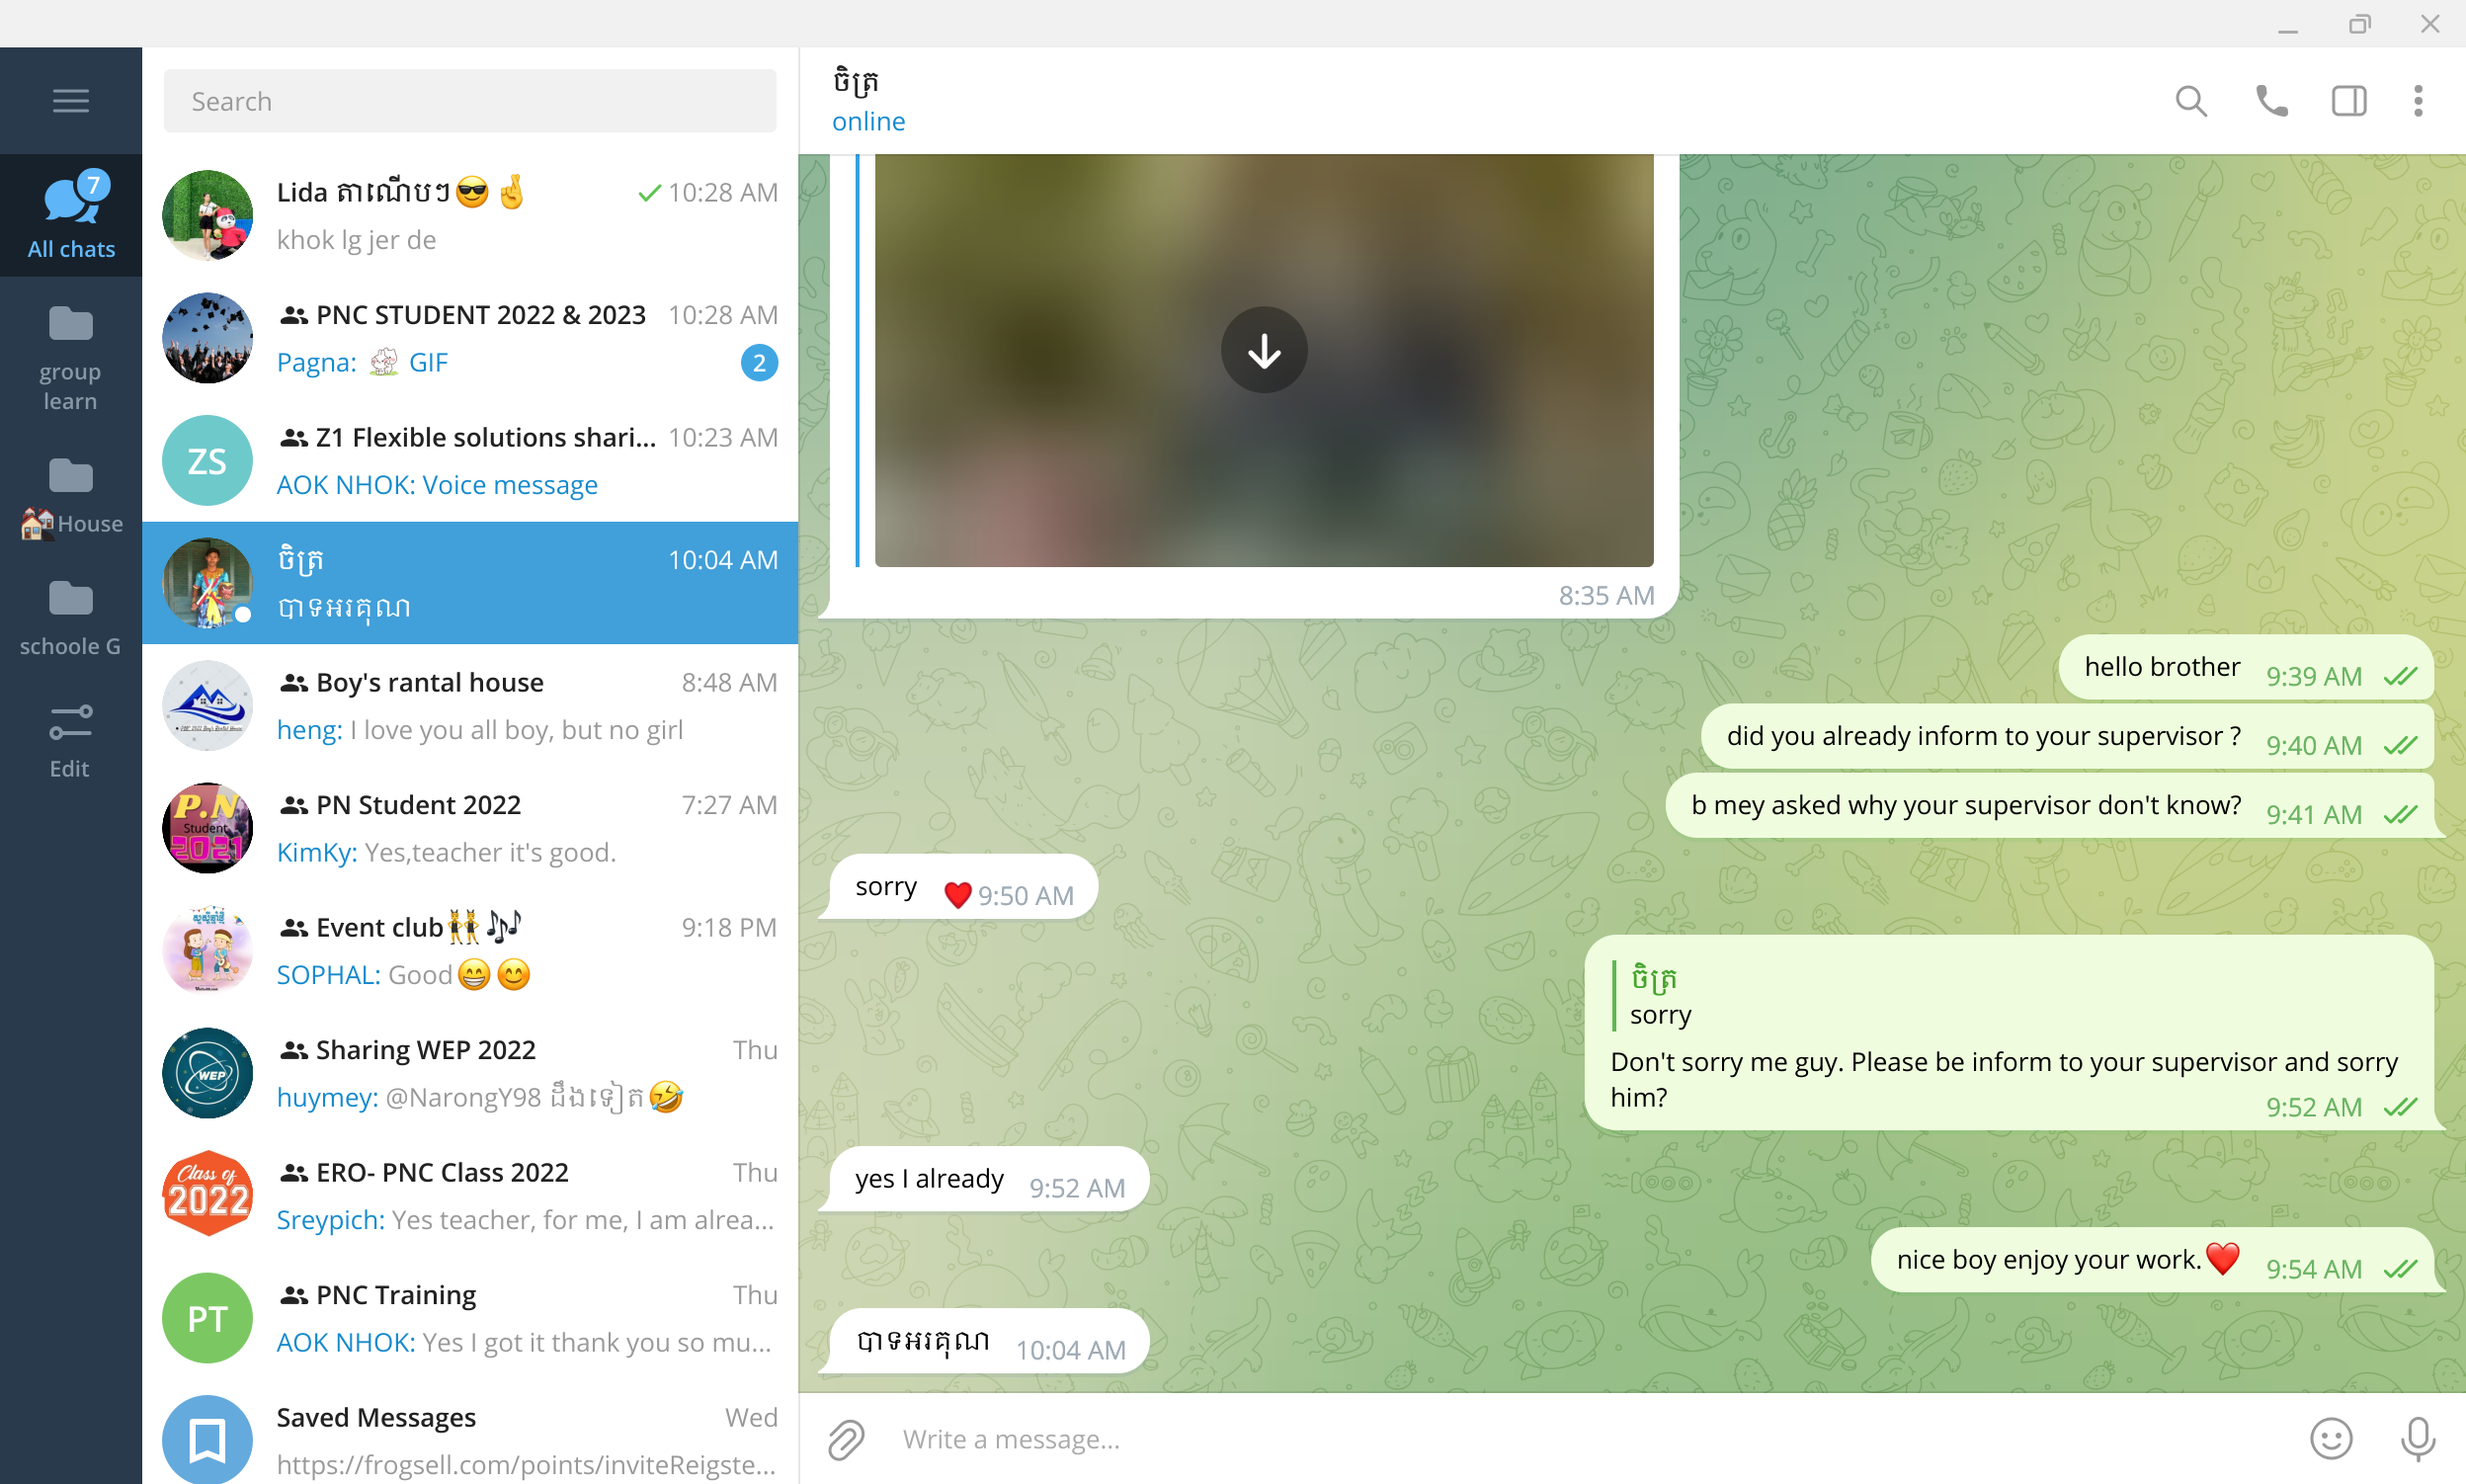 Search
7
All chats
group
learn
House
schoole G
Edit
Lida តាណើបៗ😎🤞 10:28 AM
khok lg jer de
PNC STUDENT 2022 & 2023 10:28 AM
Pagna: GIF 2
ZS
Z1 Flexible solutions shari... 10:23 AM
AOK NHOK: Voice message
ចិត្រ 10:04 AM
បាទអរគុណ
Boy's rantal house 8:48 AM
heng: I love you all boy, but no girl
P.N
Student
2021
PN Student 2022 7:27 AM
KimKy: Yes,teacher it's good.
Event club👯🎶 9:18 PM
SOPHAL: Good😁😊
WEP
Sharing WEP 2022 Thu
huymey: @NarongY98 ដឹងទៀត🤣
Class of
2022
ERO- PNC Class 2022 Thu
Sreypich: Yes teacher, for me, I am alrea...
PT
PNC Training Thu
AOK NHOK: Yes I got it thank you so mu...
Saved Messages Wed
https://frogsell.com/points/inviteReigste...
ចិត្រ
online
8:35 AM
hello brother 9:39 AM
did you already inform to your supervisor ? 9:40 AM
b mey asked why your supervisor don't know? 9:41 AM
sorry ❤ 9:50 AM
ចិត្រ
sorry
Don't sorry me guy. Please be inform to your supervisor and sorry
him? 9:52 AM
yes I already 9:52 AM
nice boy enjoy your work.❤ 9:54 AM
បាទអរគុណ 10:04 AM
Write a message...